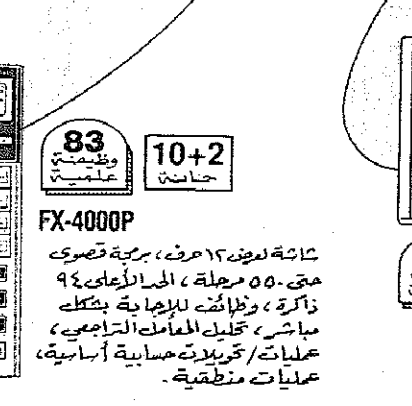 83
وظيفة
علمية
10+2
خانة
FX-4000P
شاشة لعرض ١٢ حرف، برمجة قصوى
حتى ٥٥٠ مرحلة، الحد الأعلى ٩٤
ذاكرة، وظائف للإجابة بشكل
مباشر، تحليل المعامل التراجعي،
عمليات/تحويلات حسابية أساسية،
عمليات منطقية.